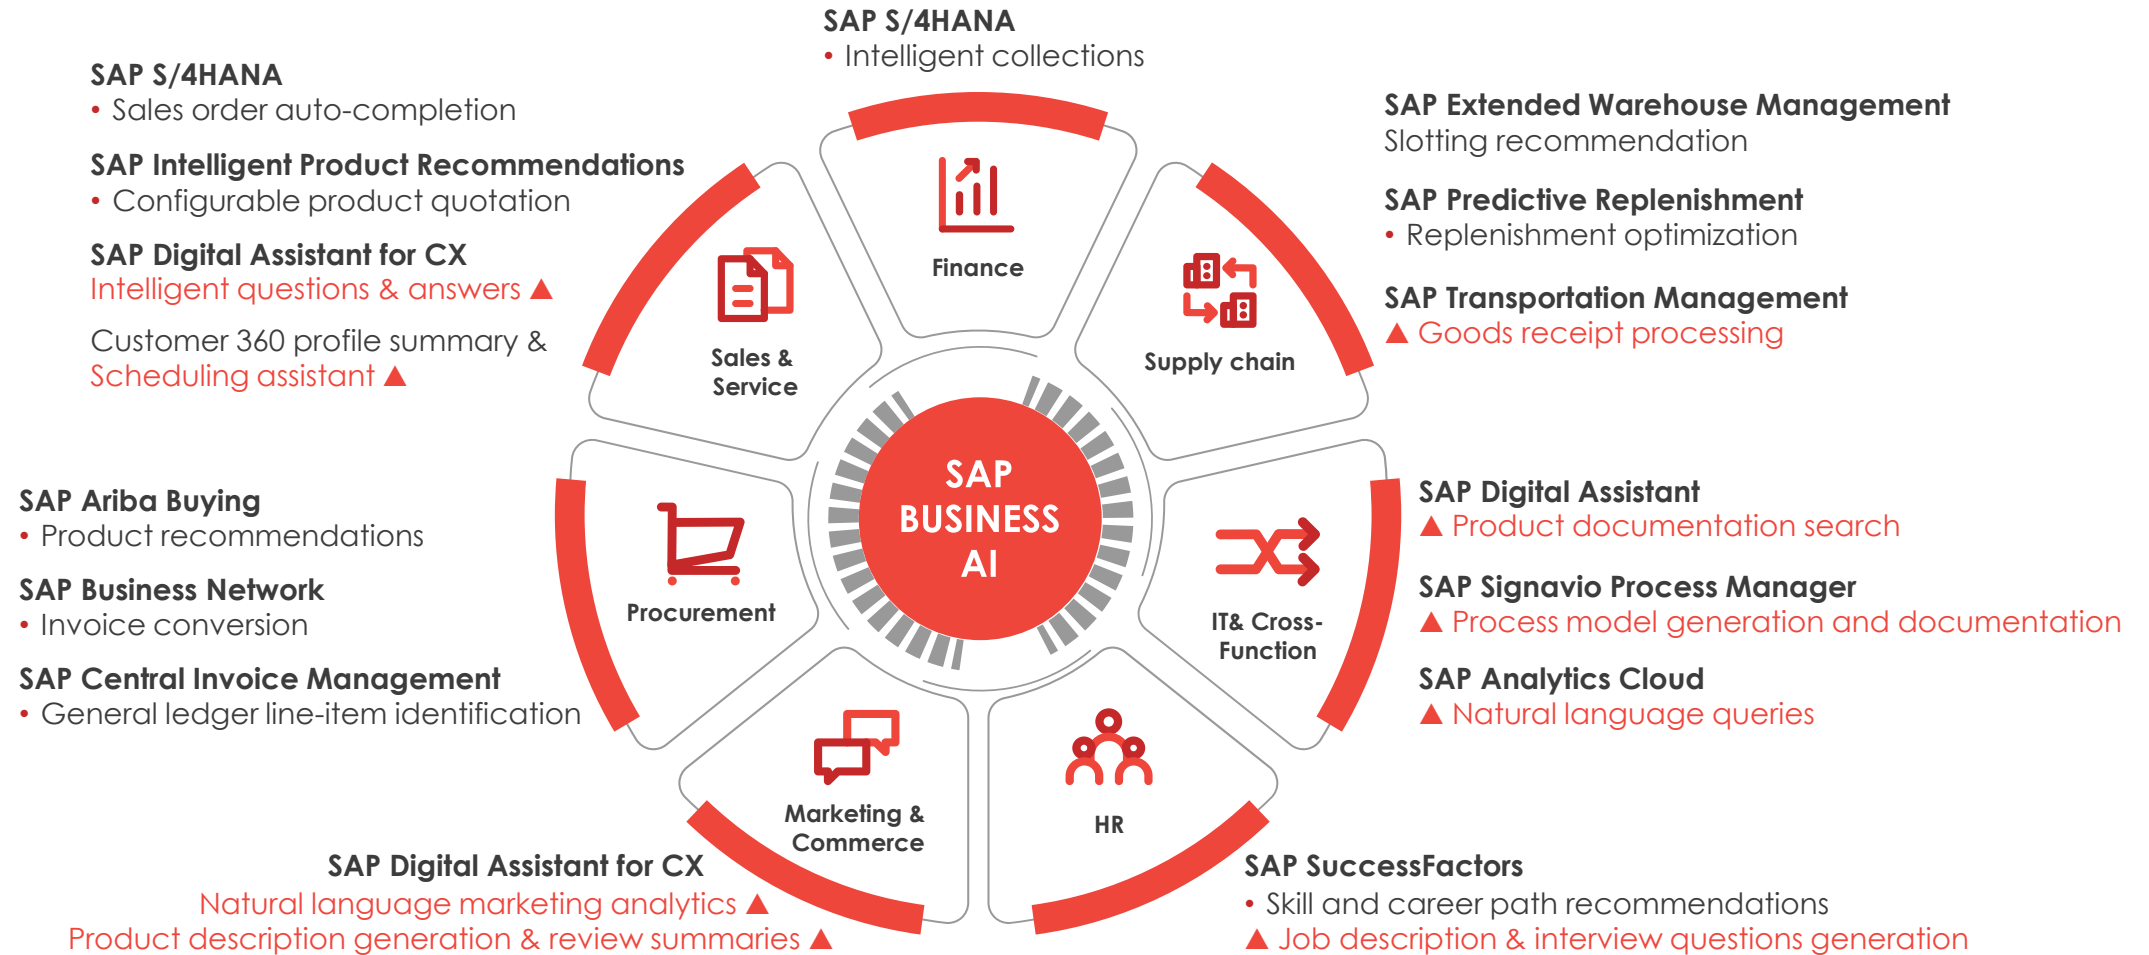 SAP S/4HANA
• Intelligent collections
SAP S/4HANA
• Sales order auto-completion
SAP Intelligent Product Recommendations
• Configurable product quotation
SAP Digital Assistant for CX
Intelligent questions & answers ▲
Customer 360 profile summary &
Scheduling assistant ▲
SAP Extended Warehouse Management
Slotting recommendation
SAP Predictive Replenishment
• Replenishment optimization
SAP Transportation Management
▲ Goods receipt processing
Finance
Sales &
Service
Supply chain
SAP
BUSINESS
AI
SAP Ariba Buying
• Product recommendations
SAP Business Network
• Invoice conversion
SAP Central Invoice Management
• General ledger line-item identification
Procurement
IT& Cross-
Function
SAP Digital Assistant
▲ Product documentation search
SAP Signavio Process Manager
▲ Process model generation and documentation
SAP Analytics Cloud
▲ Natural language queries
Marketing &
Commerce
HR
SAP Digital Assistant for CX
Natural language marketing analytics ▲
Product description generation & review summaries ▲
SAP SuccessFactors
• Skill and career path recommendations
▲ Job description & interview questions generation